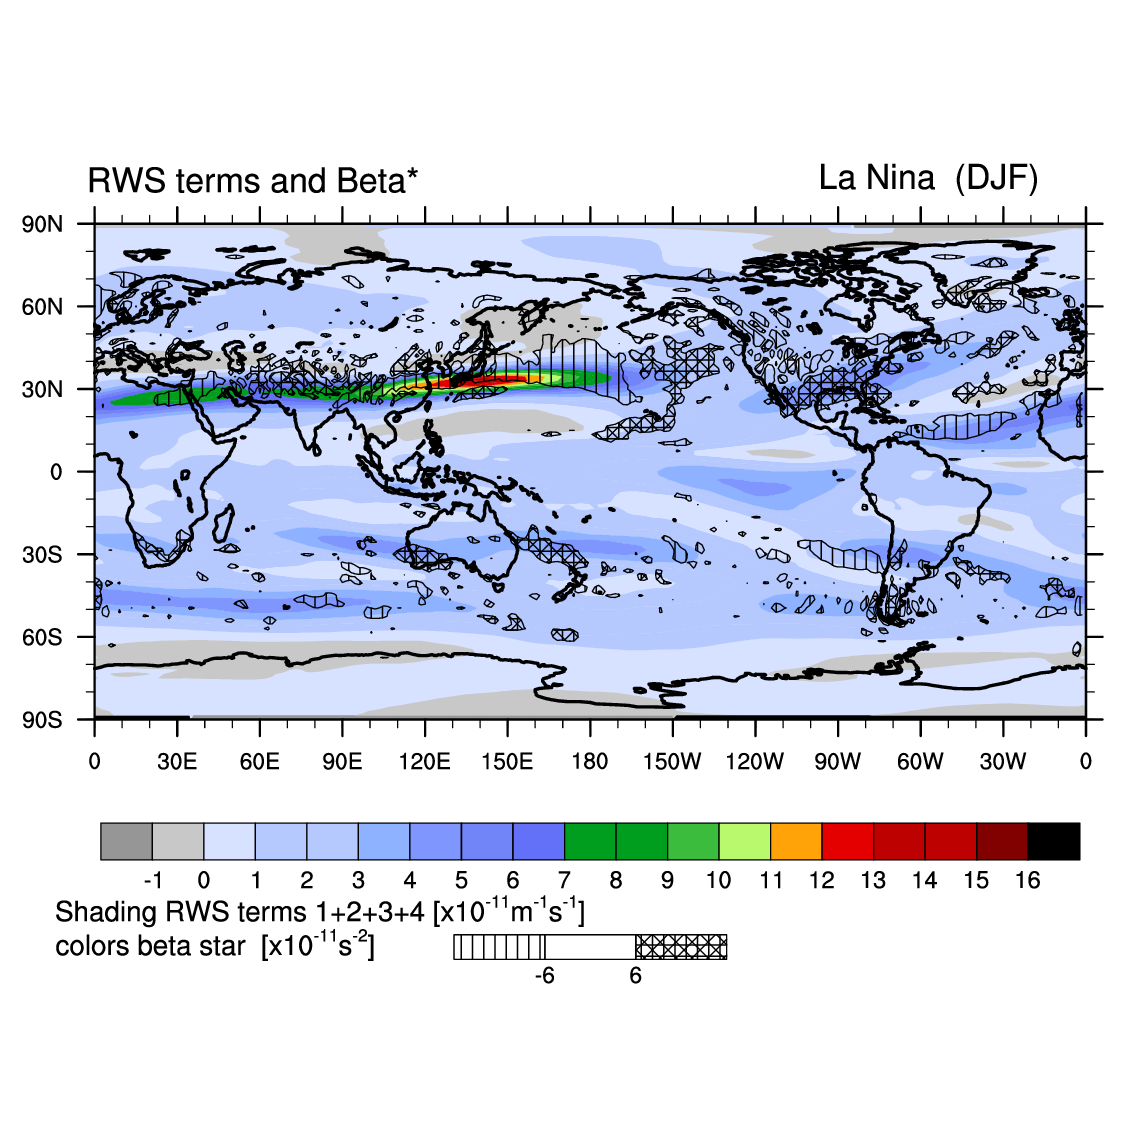 RWS terms and Beta*
La Nina (DJF)
90N
60N
30N
0
30S
60S
90S
0 30E 60E 90E 120E 150E 180 150W 120W 90W 60W 30W 0
-1 0 1 2 3 4 5 6 7 8 9 10 11 12 13 14 15 16
Shading RWS terms 1+2+3+4 [x10⁻¹¹m⁻¹s⁻¹]
colors beta star [x10⁻¹¹s⁻²]
-6 6